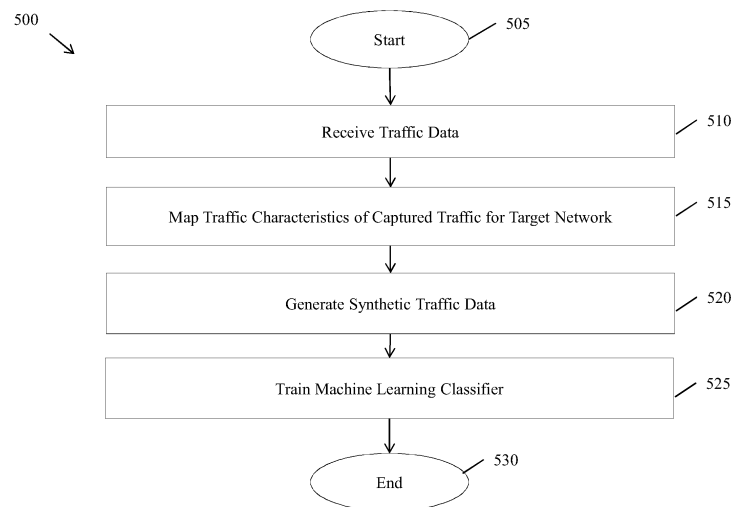 500
Start
505
Receive Traffic Data
510
Map Traffic Characteristics of Captured Traffic for Target Network
515
Generate Synthetic Traffic Data
520
Train Machine Learning Classifier
525
End
530